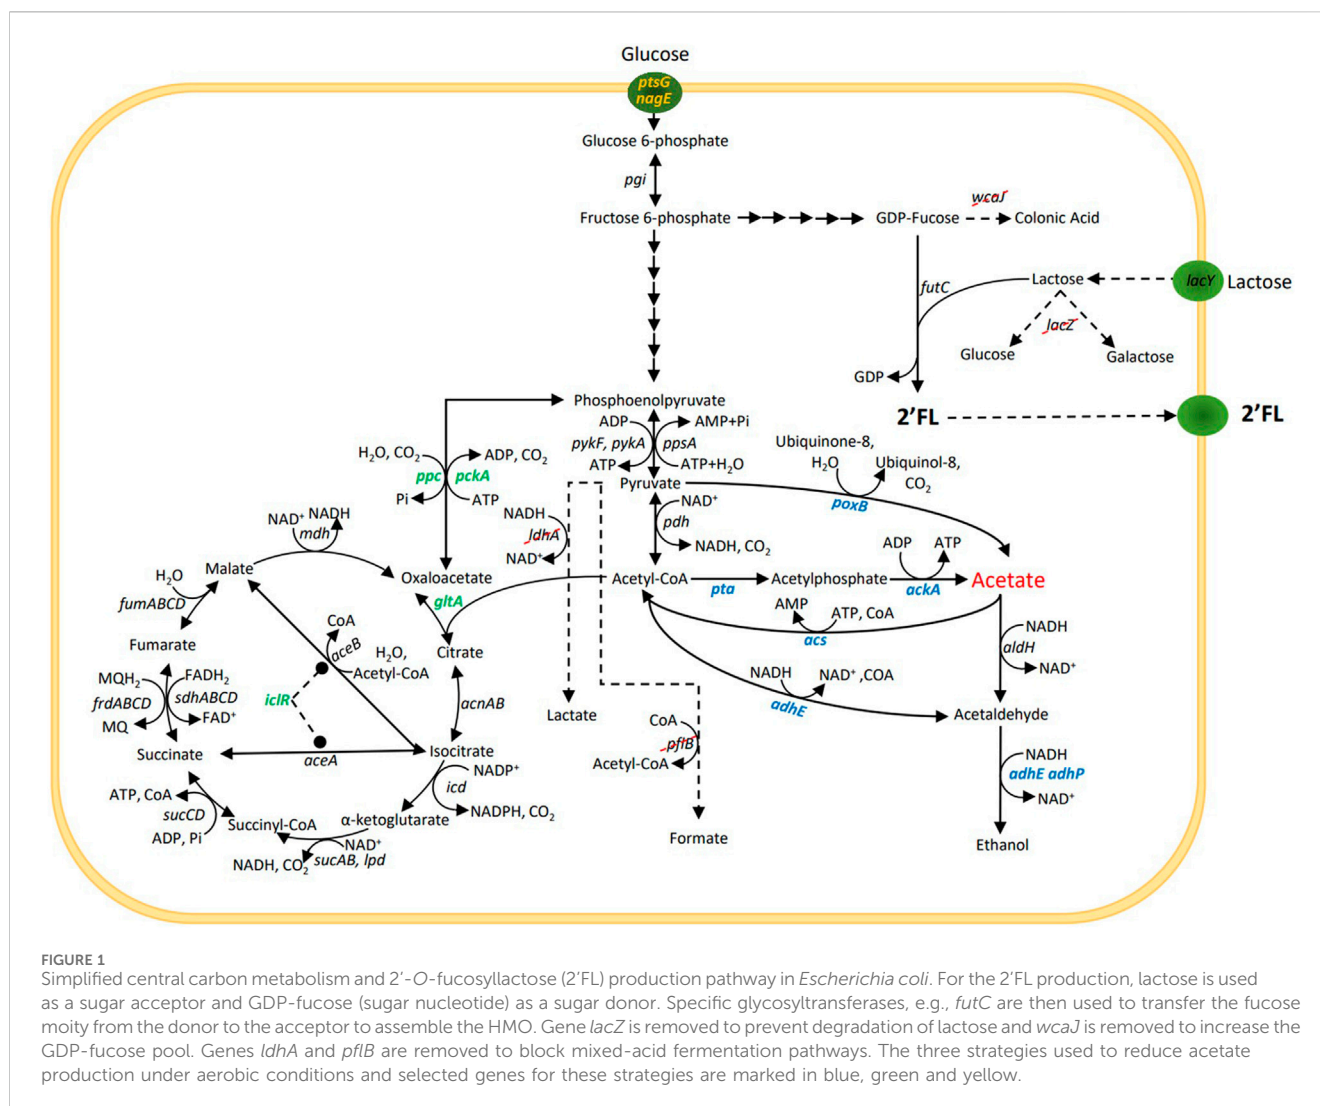 Glucose
ptsG
nagE
Glucose 6-phosphate
pgi
Fructose 6-phosphate
GDP-Fucose
wcaJ
Colonic Acid
futC
Lactose
lacY
Lactose
lacZ
Glucose
Galactose
GDP
2'FL
2'FL
Phosphoenolpyruvate
ADP
AMP+Pi
pykF, pykA
ppsA
ATP
ATP+H2O
Pyruvate
H2O, CO2
ADP, CO2
ppc
pckA
Pi
ATP
Ubiquinone-8,
H2O
Ubiquinol-8,
CO2
poxB
NADH
ldhA
NAD+
NAD+
pdh
NADH, CO2
NAD+ NADH
mdh
Malate
Oxaloacetate
gltA
Acetyl-CoA
pta
Acetylphosphate
ADP
ATP
ackA
Acetate
H2O
fumABCD
Fumarate
CoA
aceB
H2O,
Acetyl-CoA
Citrate
AMP
ATP, CoA
acs
NADH
aldH
NAD+
MQH2
FADH2
frdABCD
sdhABCD
MQ
FAD+
iclR
acnAB
NADH
NAD+ ,COA
adhE
Lactate
Acetaldehyde
CoA
pflB
Acetyl-CoA
Succinate
aceA
Isocitrate
NADP+
icd
NADPH, CO2
NADH
adhE adhP
NAD+
ATP, CoA
sucCD
ADP, Pi
Succinyl-CoA
α-ketoglutarate
NAD+
NADH, CO2
sucAB, lpd
Formate
Ethanol
FIGURE 1
Simplified central carbon metabolism and 2'-O-fucosyllactose (2'FL) production pathway in Escherichia coli. For the 2'FL production, lactose is used
as a sugar acceptor and GDP-fucose (sugar nucleotide) as a sugar donor. Specific glycosyltransferases, e.g., futC are then used to transfer the fucose
moity from the donor to the acceptor to assemble the HMO. Gene lacZ is removed to prevent degradation of lactose and wcaJ is removed to increase the
GDP-fucose pool. Genes ldhA and pflB are removed to block mixed-acid fermentation pathways. The three strategies used to reduce acetate
production under aerobic conditions and selected genes for these strategies are marked in blue, green and yellow.